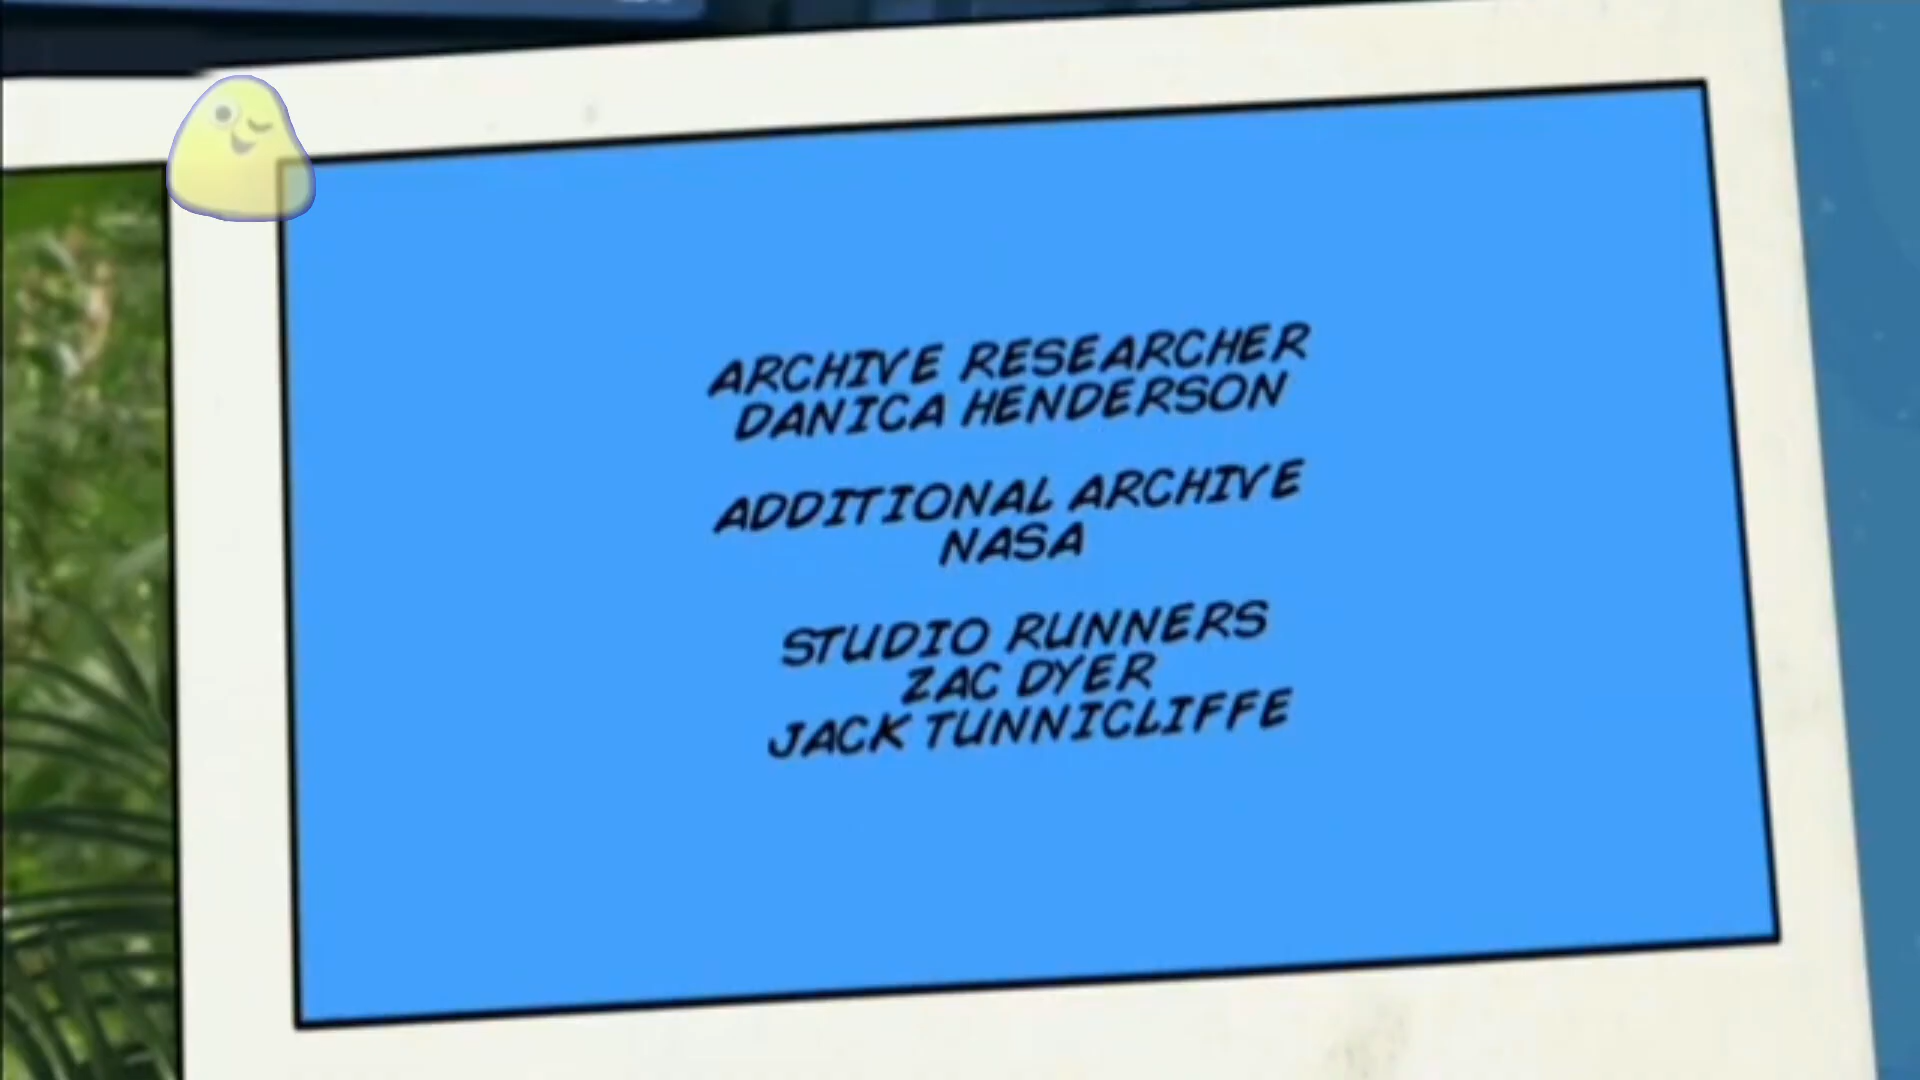 ARCHIVE RESEARCHER
DANICA HENDERSON
ADDITIONAL ARCHIVE
NASA
STUDIO RUNNERS
ZAC DYER
JACK TUNNICLIFFE